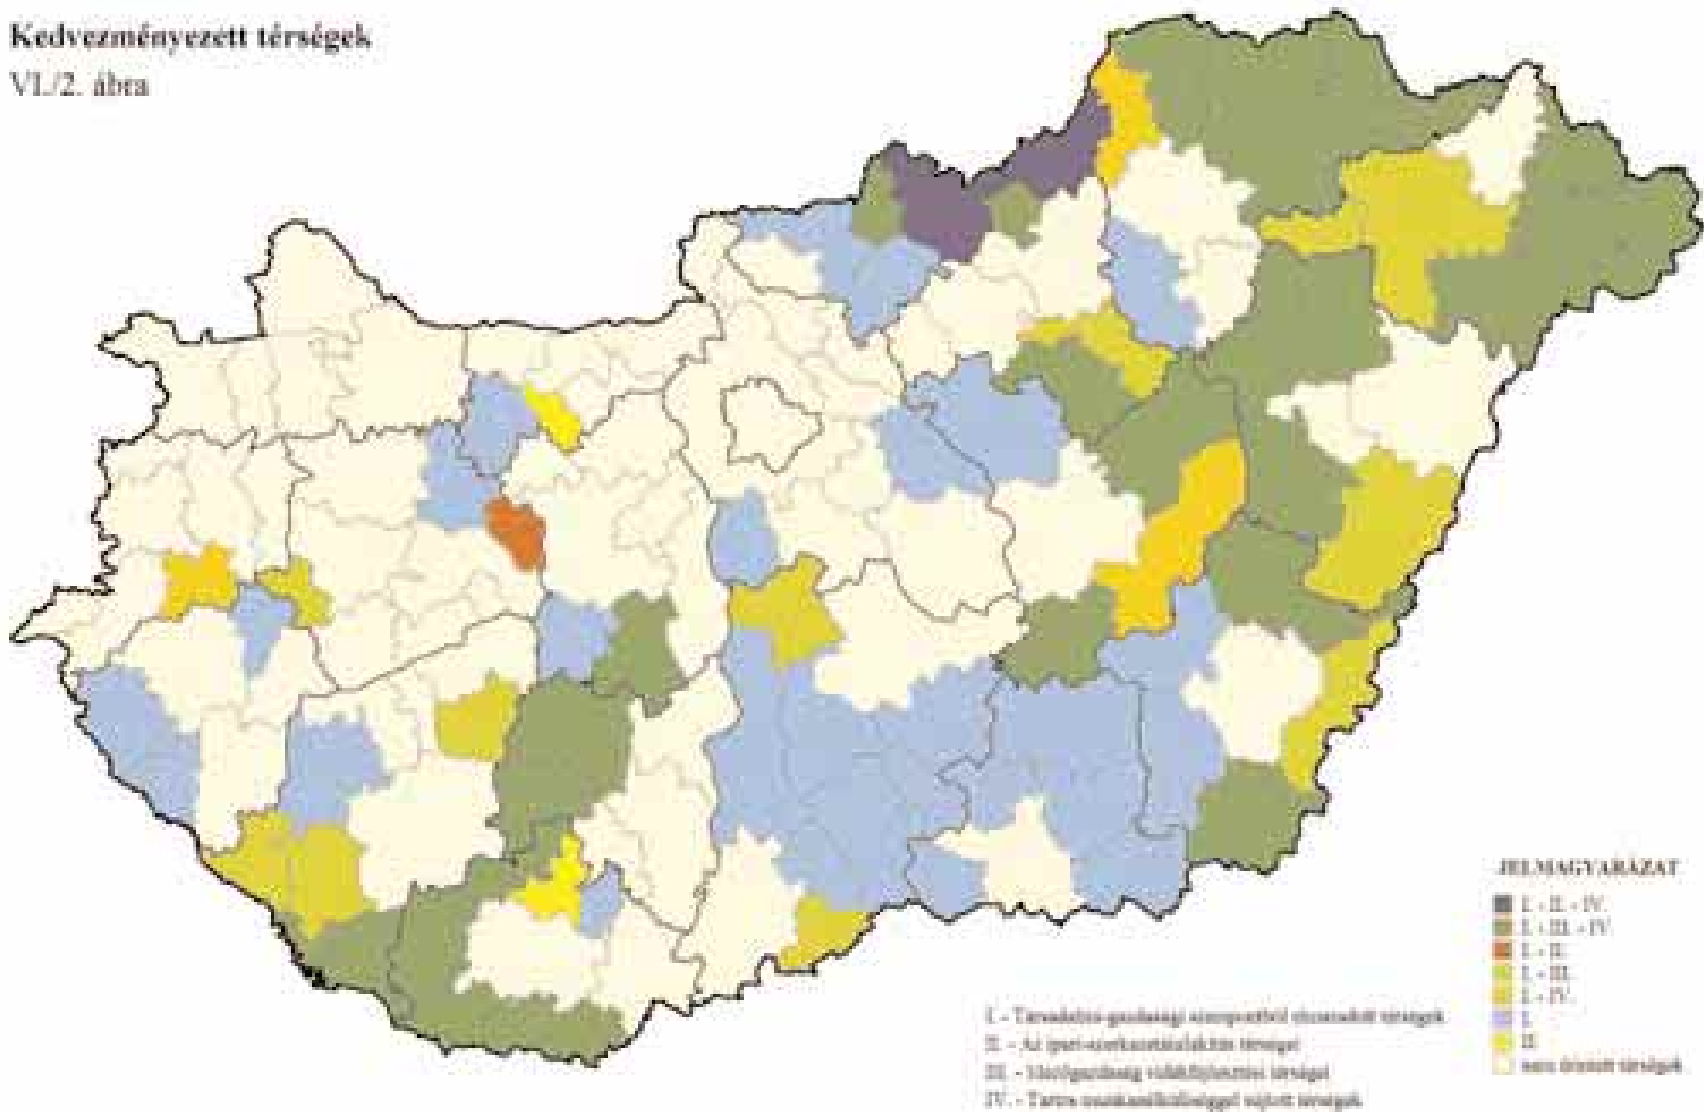 Kedvezményezett térségek
VI./2. ábra
JELMAGYARÁZAT
I. - II. - IV.
I. - III. - IV.
I. - II.
I. - III.
I. - IV.
I.
II.
nem érintett térségek
I. - Társadalmi-gazdasági szempontból elmaradott térségek
II. - Az ipari szerkezetátalakítás térségei
III. - Mezőgazdasági vidékfejlesztési térségei
IV. - Tartós munkanélküliséggel sújtott térségek